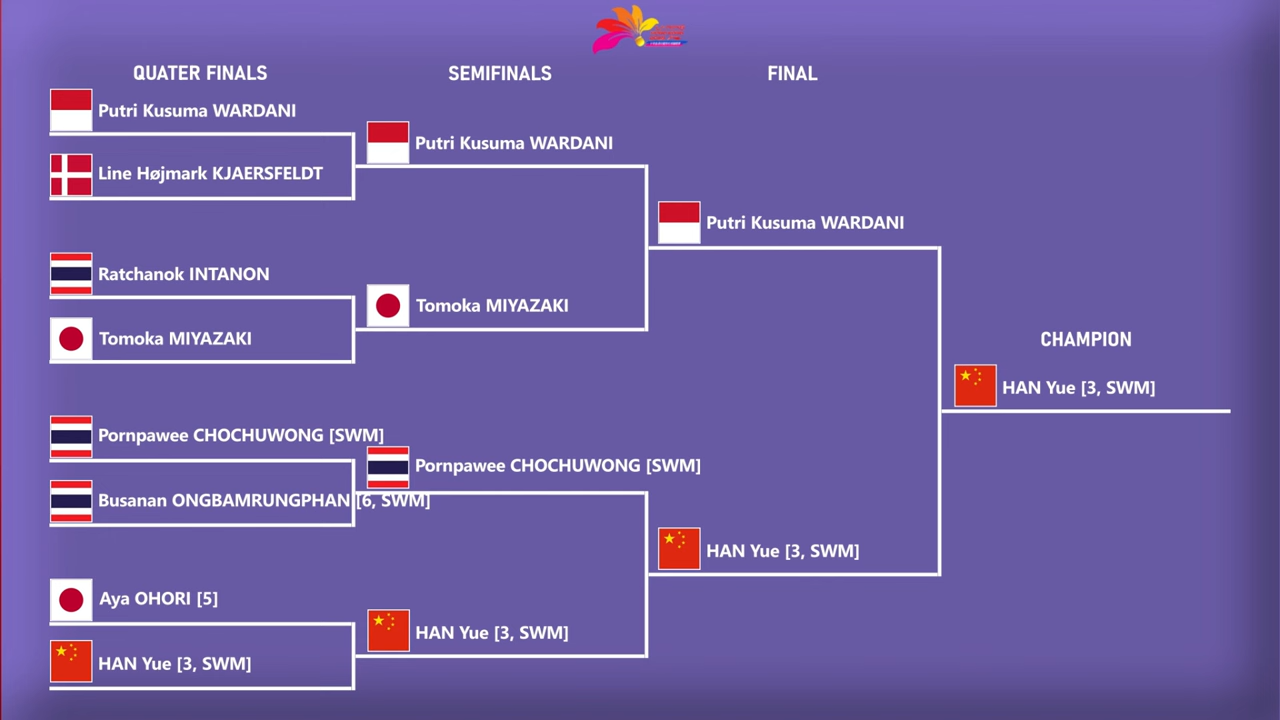 QUATER FINALS
SEMIFINALS
FINAL
Putri Kusuma WARDANI
Line Højmark KJAERSFELDT
Ratchanok INTANON
Tomoka MIYAZAKI
Pornpawee CHOCHUWONG [SWM]
Busanan ONGBAMRUNGPHAN [6, SWM]
Aya OHORI [5]
HAN Yue [3, SWM]
Putri Kusuma WARDANI
Tomoka MIYAZAKI
Pornpawee CHOCHUWONG [SWM]
HAN Yue [3, SWM]
Putri Kusuma WARDANI
HAN Yue [3, SWM]
CHAMPION
HAN Yue [3, SWM]